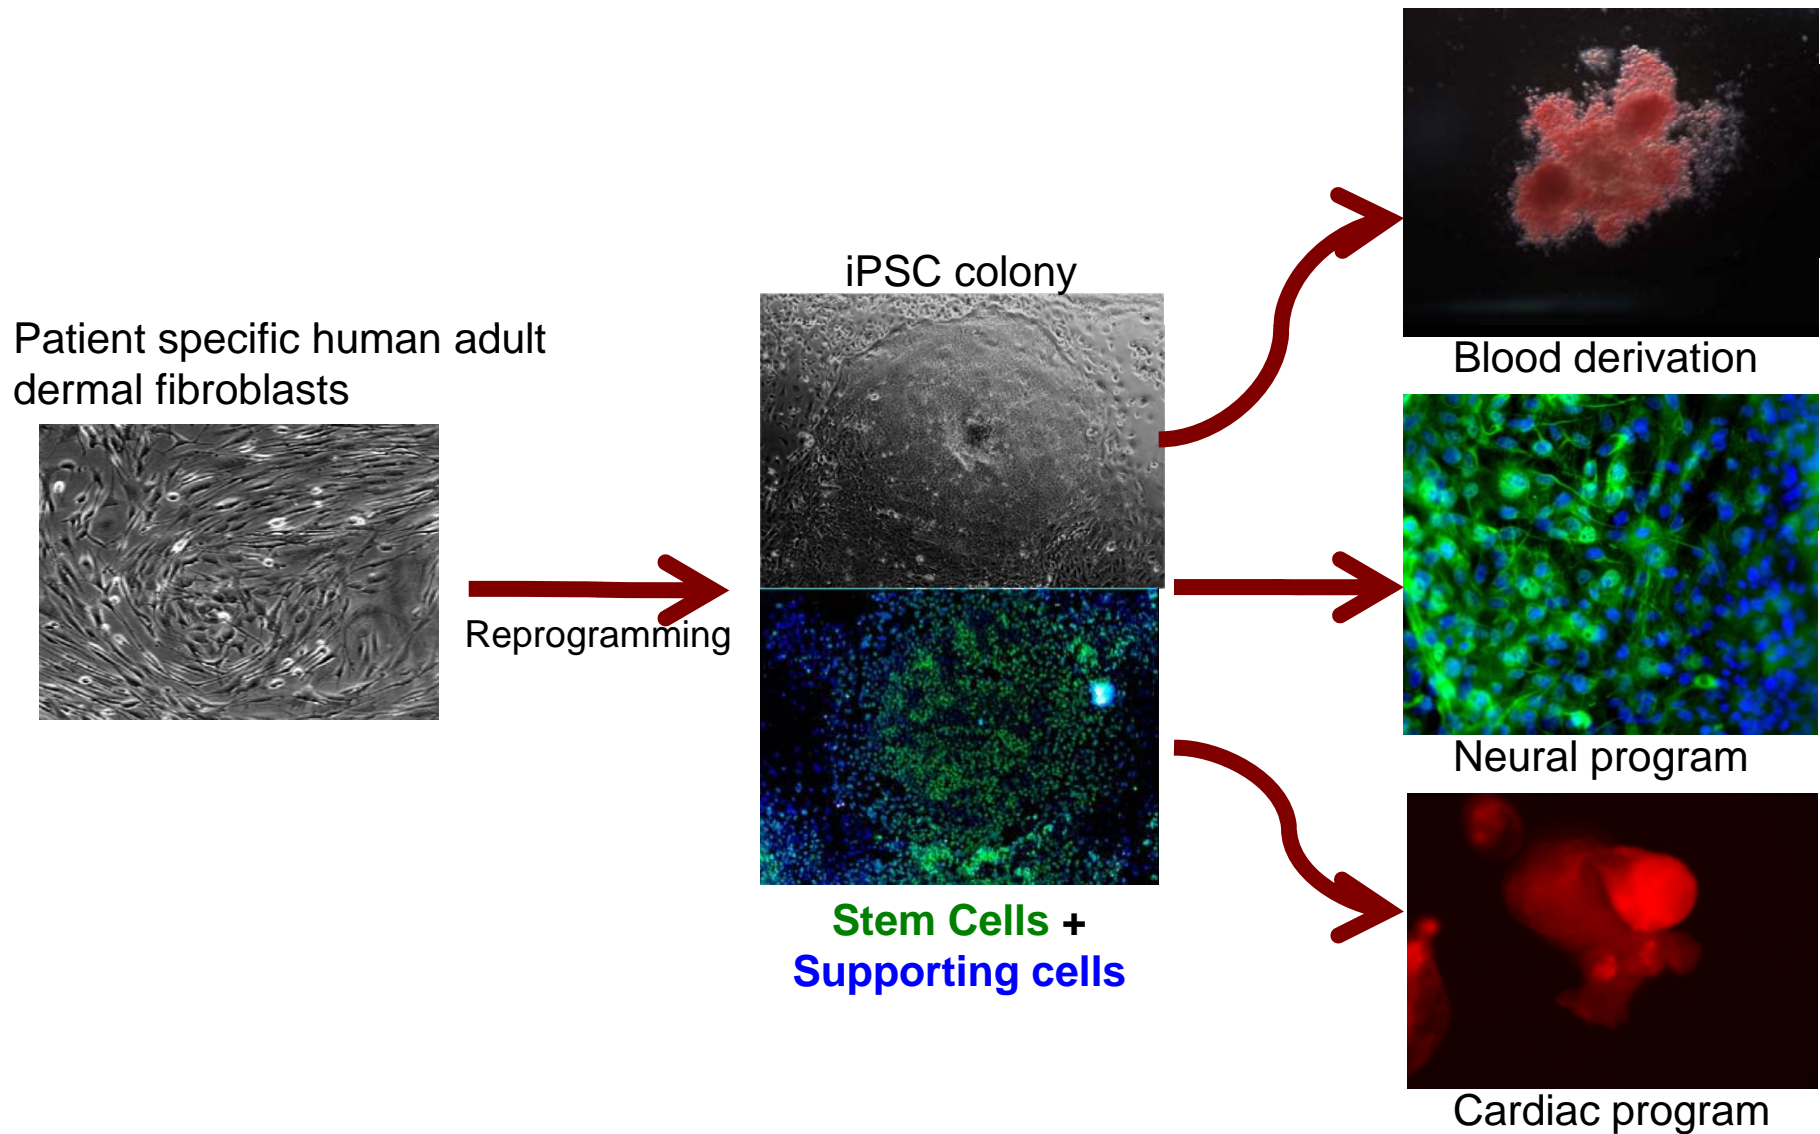 Patient specific human adult
dermal fibroblasts
Reprogramming
iPSC colony
Stem Cells +
Supporting cells
Blood derivation
Neural program
Cardiac program